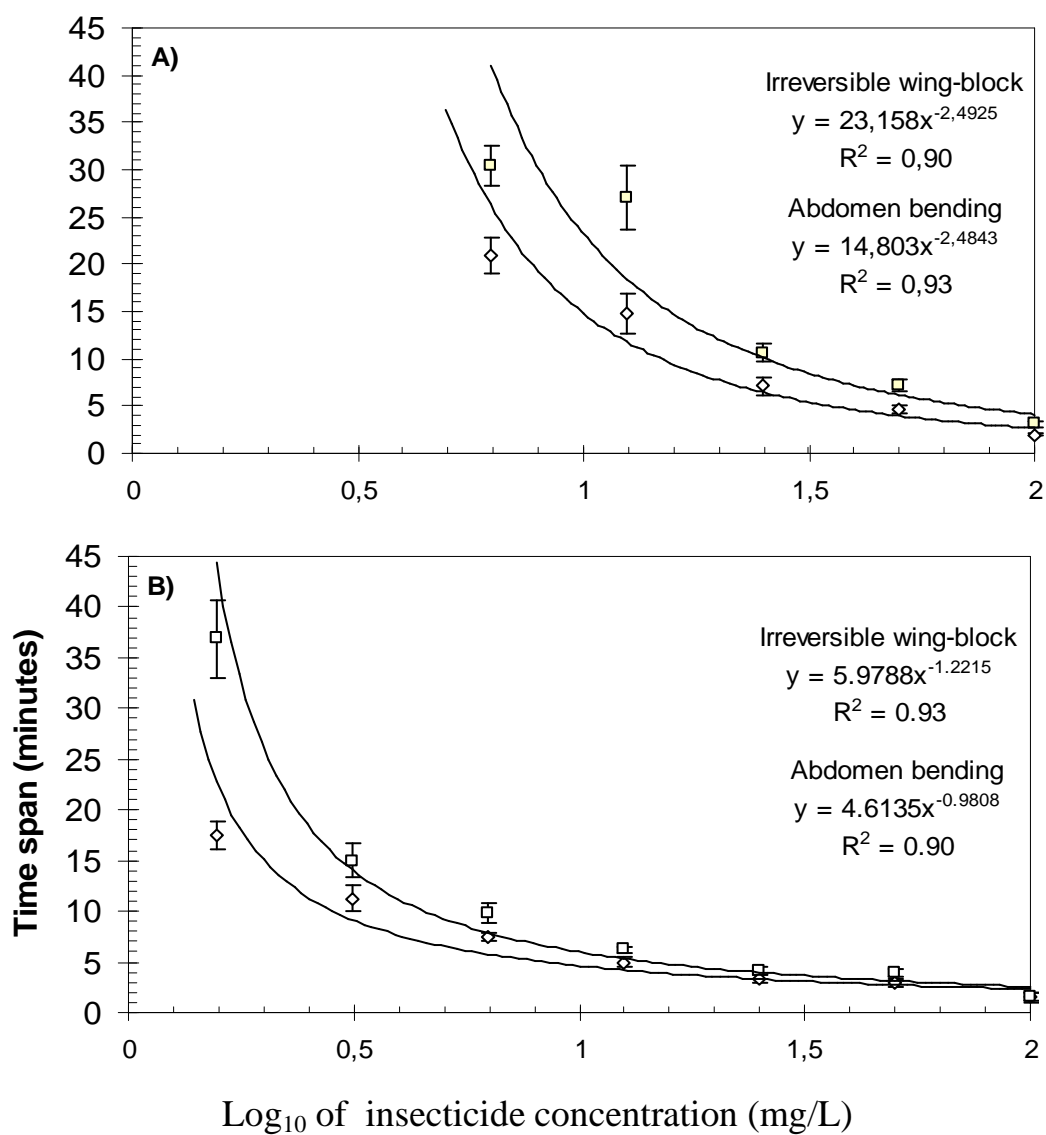 45
A)
40
Irreversible wing-block
35
y = 23,158x^-2,4925
30
R² = 0,90
25
Abdomen bending
20
y = 14,803x^-2,4843
15
R² = 0,93
10
5
0
0 0,5 1 1,5 2
45
B)
40
Irreversible wing-block
35
y = 5.9788x^-1.2215
30
R² = 0.93
25
Abdomen bending
20
y = 4.6135x^-0.9808
15
R² = 0.90
10
5
0
0 0,5 1 1,5 2
Time span (minutes)
Log₁₀ of insecticide concentration (mg/L)